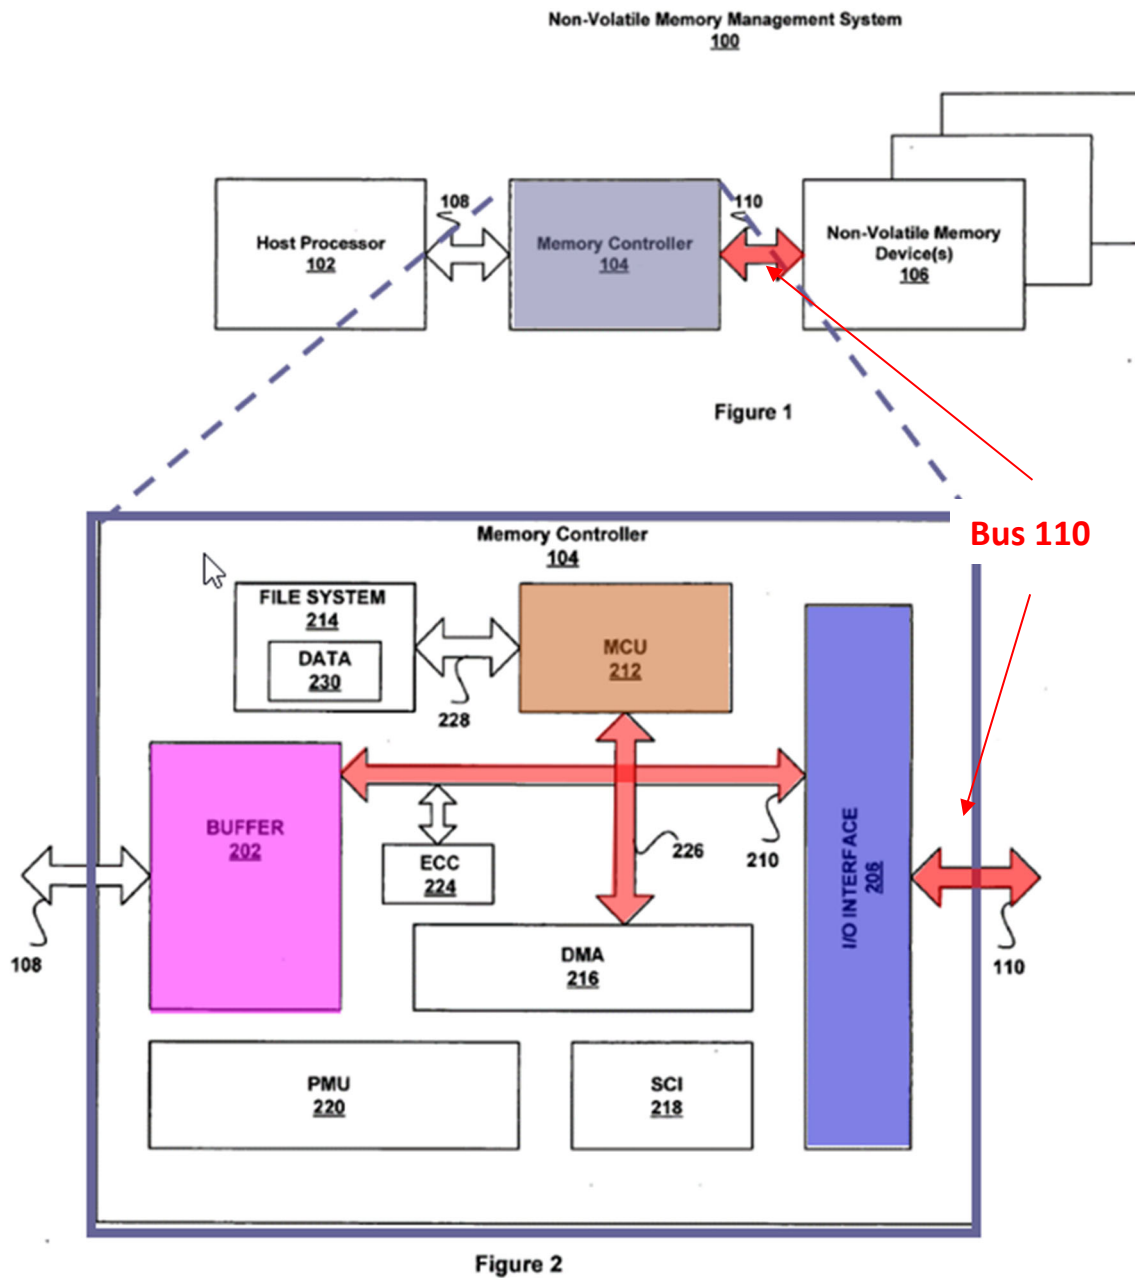 Non-Volatile Memory Management System
100
108
110
Host Processor
102
Memory Controller
104
Non-Volatile Memory
Device(s)
106
Figure 1
Bus 110
Memory Controller
104
FILE SYSTEM
214
DATA
230
MCU
212
228
BUFFER
202
ECC
224
226
210
I/O INTERFACE
206
108
110
DMA
216
PMU
220
SCI
218
Figure 2